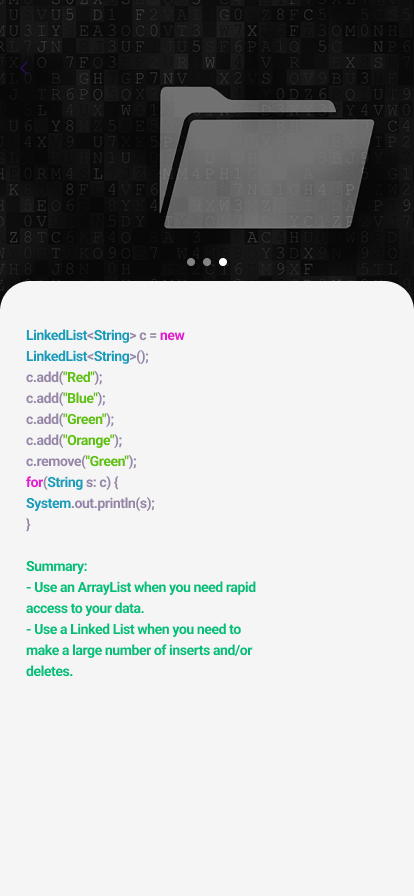 LinkedList<String> c = new
LinkedList<String>();
c.add("Red");
c.add("Blue");
c.add("Green");
c.add("Orange");
c.remove("Green");
for(String s: c) {
System.out.println(s);
}
Summary:
- Use an ArrayList when you need rapid
access to your data.
- Use a Linked List when you need to
make a large number of inserts and/or
deletes.